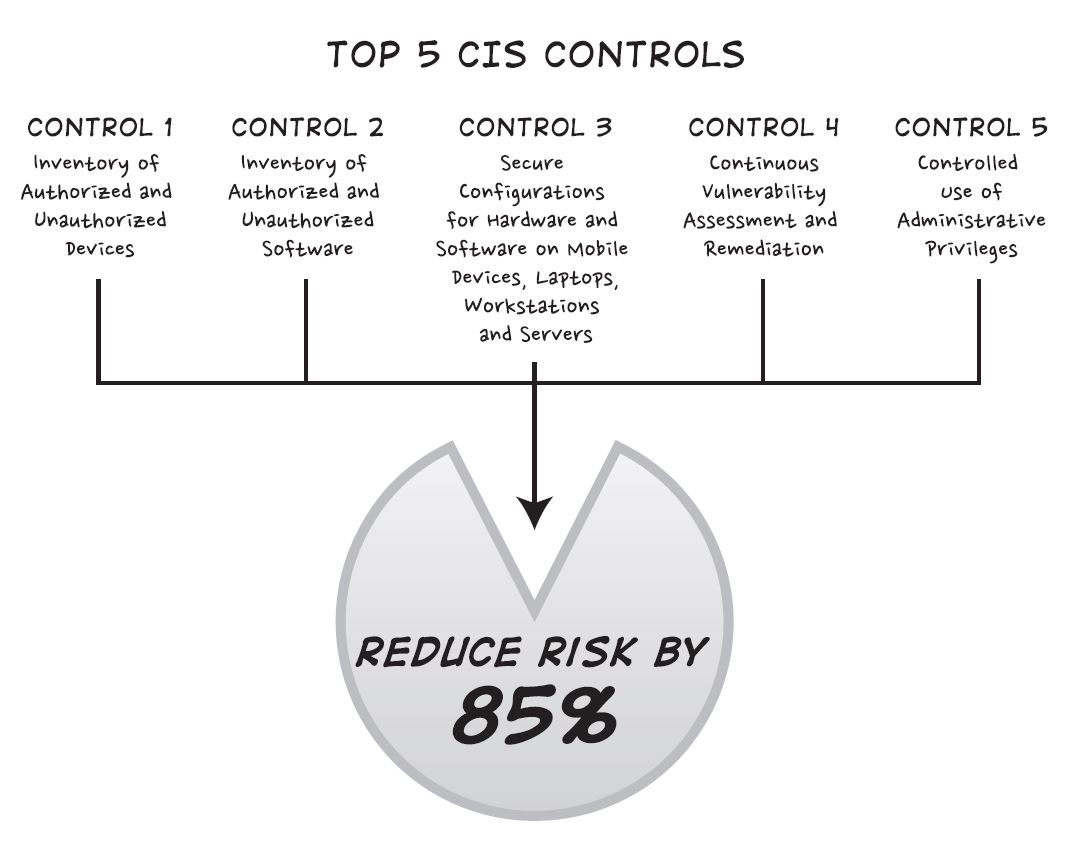 TOP 5 CIS CONTROLS
CONTROL 1
Inventory of
Authorized and
Unauthorized
Devices
CONTROL 2
Inventory of
Authorized and
Unauthorized
Software
CONTROL 3
Secure
Configurations
for Hardware and
Software on Mobile
Devices, Laptops,
Workstations
and Servers
CONTROL 4
Continuous
Vulnerability
Assessment and
Remediation
CONTROL 5
Controlled
use of
Administrative
Privileges
REDUCE RISK BY
85%